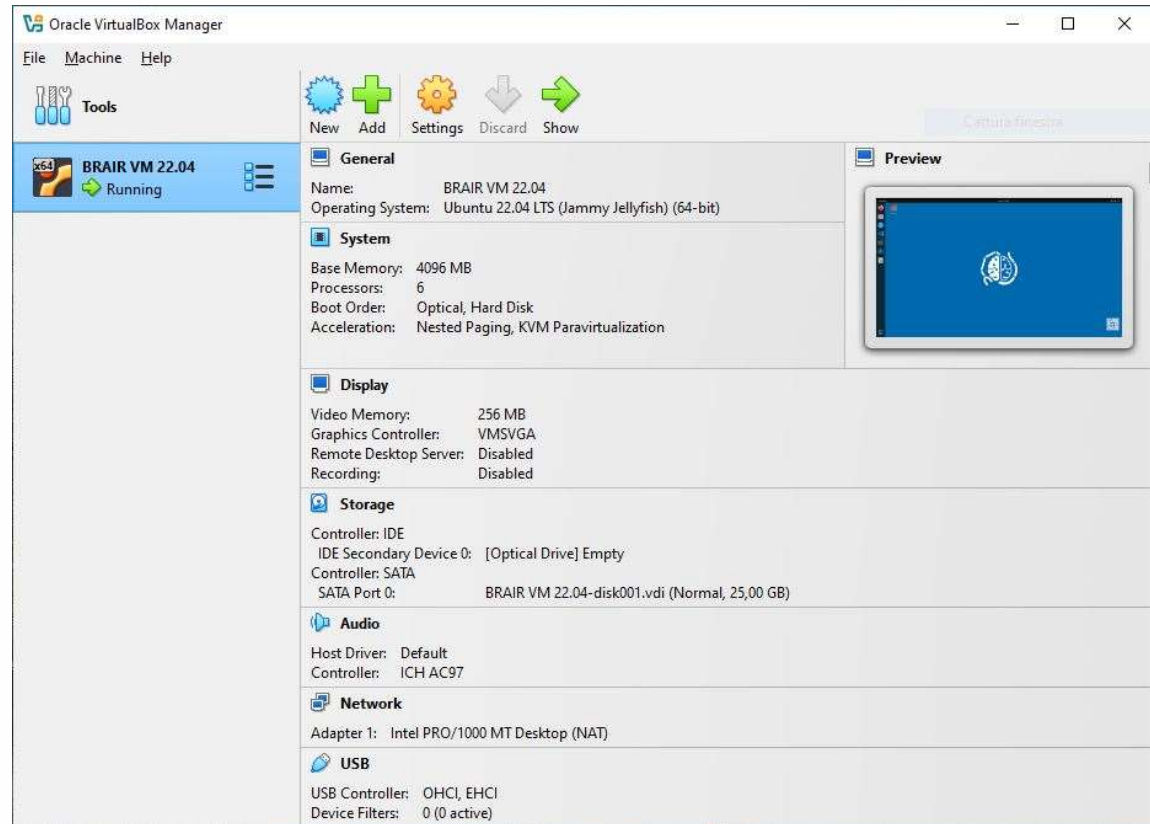 Oracle VirtualBox Manager
File Machine Help
Tools
New Add Settings Discard Show
Cattura finestra
x64
BRAIR VM 22.04
Running
General
Name: BRAIR VM 22.04
Operating System: Ubuntu 22.04 LTS (Jammy Jellyfish) (64-bit)
Preview
System
Base Memory: 4096 MB
Processors: 6
Boot Order: Optical, Hard Disk
Acceleration: Nested Paging, KVM Paravirtualization
Display
Video Memory: 256 MB
Graphics Controller: VMSVGA
Remote Desktop Server: Disabled
Recording: Disabled
Storage
Controller: IDE
IDE Secondary Device 0: [Optical Drive] Empty
Controller: SATA
SATA Port 0: BRAIR VM 22.04-disk001.vdi (Normal, 25,00 GB)
Audio
Host Driver: Default
Controller: ICH AC97
Network
Adapter 1: Intel PRO/1000 MT Desktop (NAT)
USB
USB Controller: OHCI, EHCI
Device Filters: 0 (0 active)